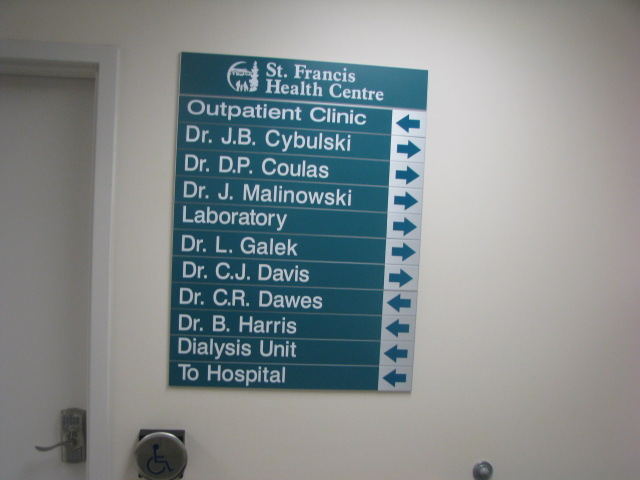 St. Francis
Health Centre
Outpatient Clinic
Dr. J.B. Cybulski
Dr. D.P. Coulas
Dr. J. Malinowski
Laboratory
Dr. L. Galek
Dr. C.J. Davis
Dr. C.R. Dawes
Dr. B. Harris
Dialysis Unit
To Hospital